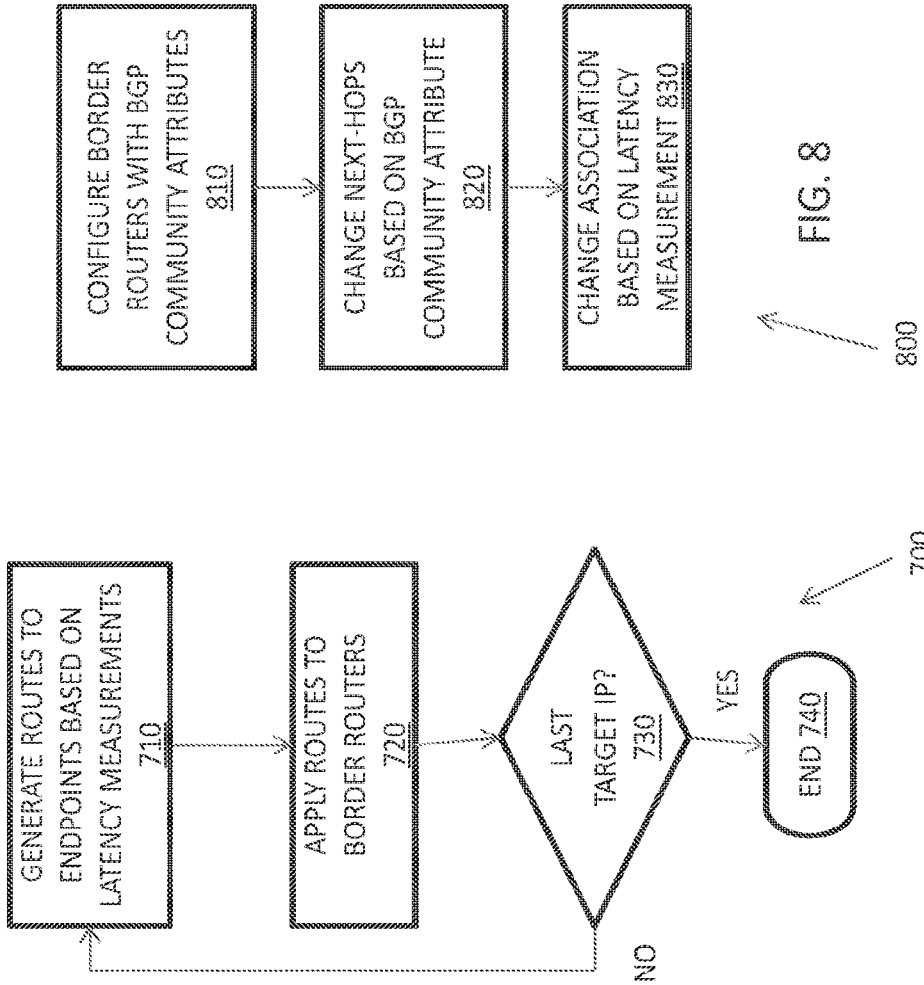 GENERATE ROUTES TO
ENDPOINTS BASED ON
LATENCY MEASUREMENTS
710
APPLY ROUTES TO
BORDER ROUTERS
720
LAST
TARGET IP?
730
NO
YES
END 740
700
CONFIGURE BORDER
ROUTERS WITH BGP
COMMUNITY ATTRIBUTES
810
CHANGE NEXT-HOPS
BASED ON BGP
COMMUNITY ATTRIBUTE
820
CHANGE ASSOCIATION
BASED ON LATENCY
MEASUREMENT 830
800
FIG. 8